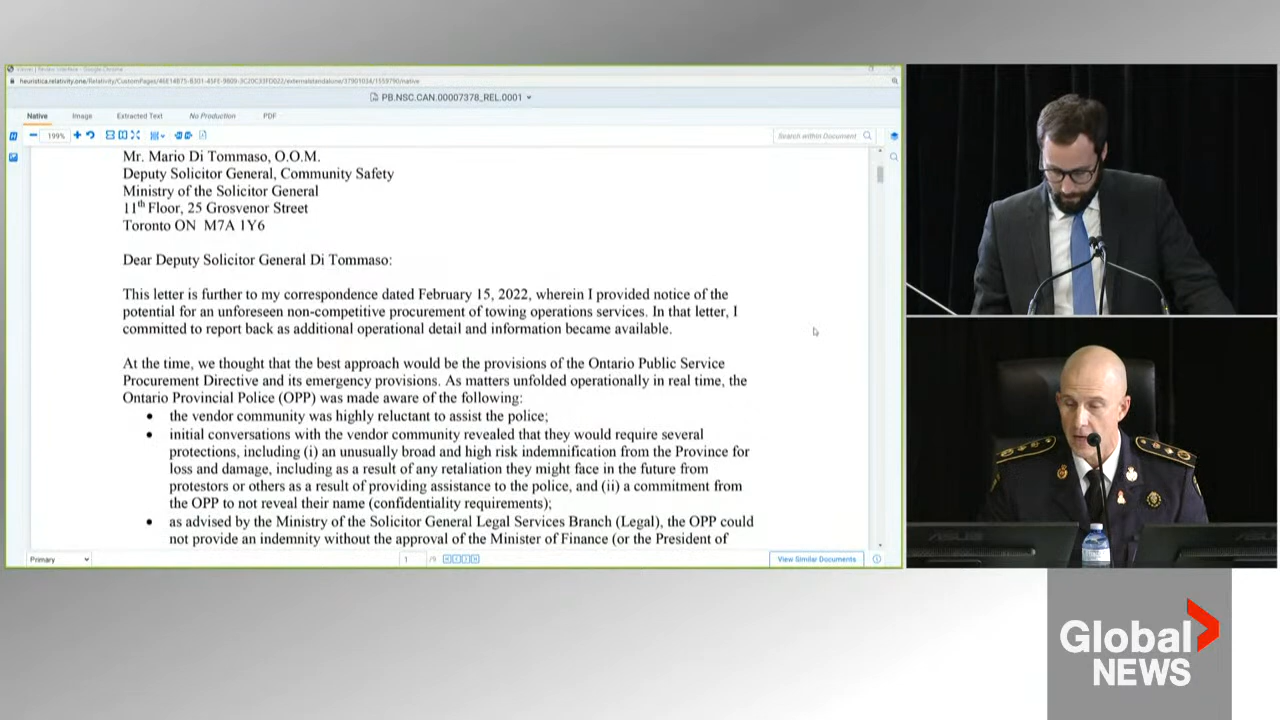 Viewer | Review Interface - Google Chrome
PB.NSC.CAN.00007378_REL.0001
Native Image Extracted Text No Production PDF
199%
Search within Document
Mr. Mario Di Tommaso, O.O.M.
Deputy Solicitor General, Community Safety
Ministry of the Solicitor General
11th Floor, 25 Grosvenor Street
Toronto ON M7A 1Y6
Dear Deputy Solicitor General Di Tommaso:
This letter is further to my correspondence dated February 15, 2022, wherein I provided notice of the
potential for an unforeseen non-competitive procurement of towing operations services. In that letter, I
committed to report back as additional operational detail and information became available.
At the time, we thought that the best approach would be the provisions of the Ontario Public Service
Procurement Directive and its emergency provisions. As matters unfolded operationally in real time, the
Ontario Provincial Police (OPP) was made aware of the following:
• the vendor community was highly reluctant to assist the police;
• initial conversations with the vendor community revealed that they would require several
protections, including (i) an unusually broad and high risk indemnification from the Province for
loss and damage, including as a result of any retaliation they might face in the future from
protestors or others as a result of providing assistance to the police, and (ii) a commitment from
the OPP to not reveal their name (confidentiality requirements);
• as advised by the Ministry of the Solicitor General Legal Services Branch (Legal), the OPP could
not provide an indemnity without the approval of the Minister of Finance (or the President of
Primary
1 /9
View Similar Documents
ASUS
Global
NEWS